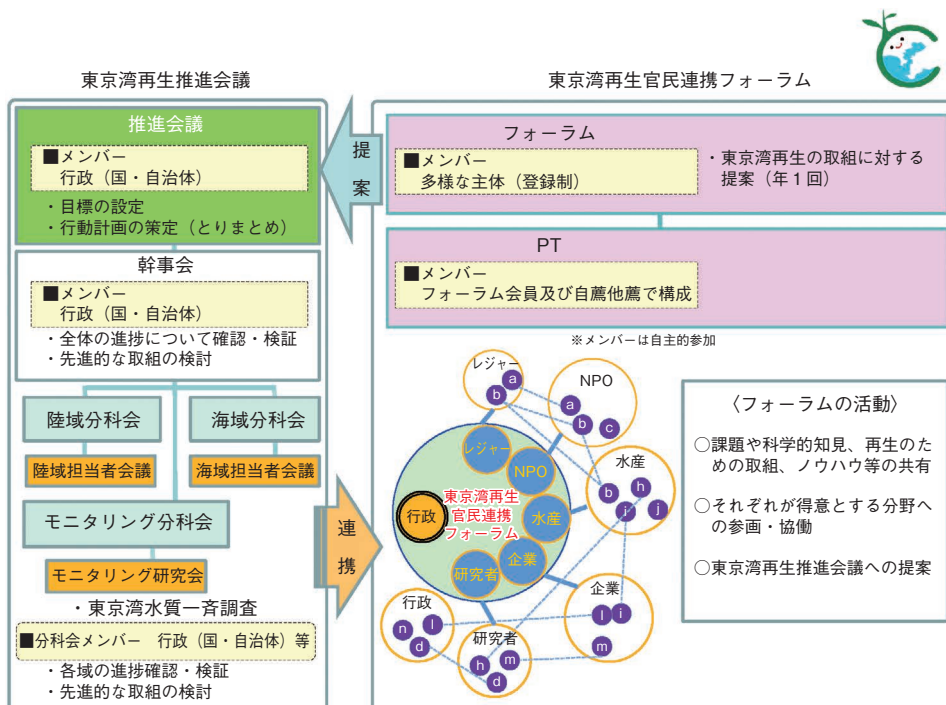 東京湾再生推進会議
推進会議
■メンバー
行政（国・自治体）
・目標の設定
・行動計画の策定（とりまとめ）
幹事会
■メンバー
行政（国・自治体）
・全体の進捗について確認・検証
・先進的な取組の検討
陸域分科会
海域分科会
陸域担当者会議
海域担当者会議
モニタリング分科会
モニタリング研究会
・東京湾水質一斉調査
■分科会メンバー　行政（国・自治体）等
・各域の進捗確認・検証
・先進的な取組の検討
提案
連携
東京湾再生官民連携フォーラム
フォーラム
■メンバー
多様な主体（登録制）
・東京湾再生の取組に対する
提案（年１回）
PT
■メンバー
フォーラム会員及び自薦他薦で構成
※メンバーは自主的参加
レジャー
a
b
NPO
a
b
c
水産
b
h
i
j
企業
l
i
m
研究者
h
m
d
行政
n
l
d
レジャー
NPO
水産
企業
研究者
行政
東京湾再生
官民連携
フォーラム
〈フォーラムの活動〉
○課題や科学的知見、再生のた
めの取組、ノウハウ等の共有
○それぞれが得意とする分野へ
の参画・協働
○東京湾再生推進会議への提案